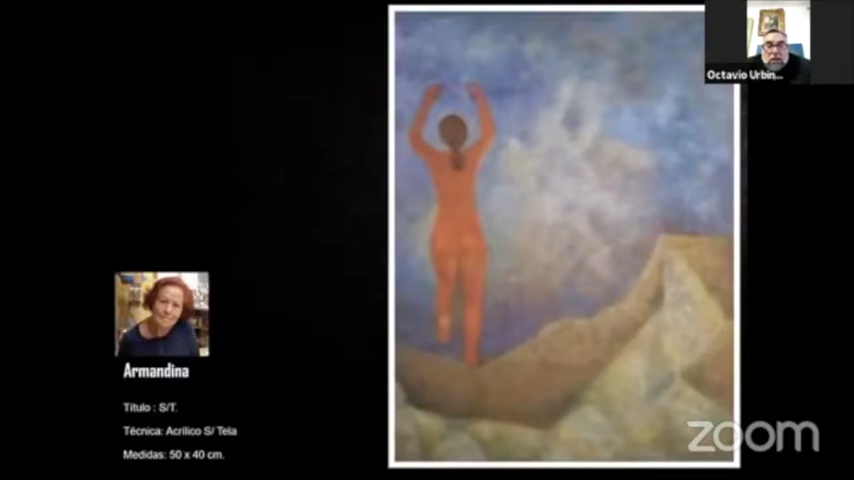 Octavio Urbin...
Armandina
Título : S/T.
Técnica: Acrílico S/ Tela
Medidas: 50 x 40 cm.
zoom